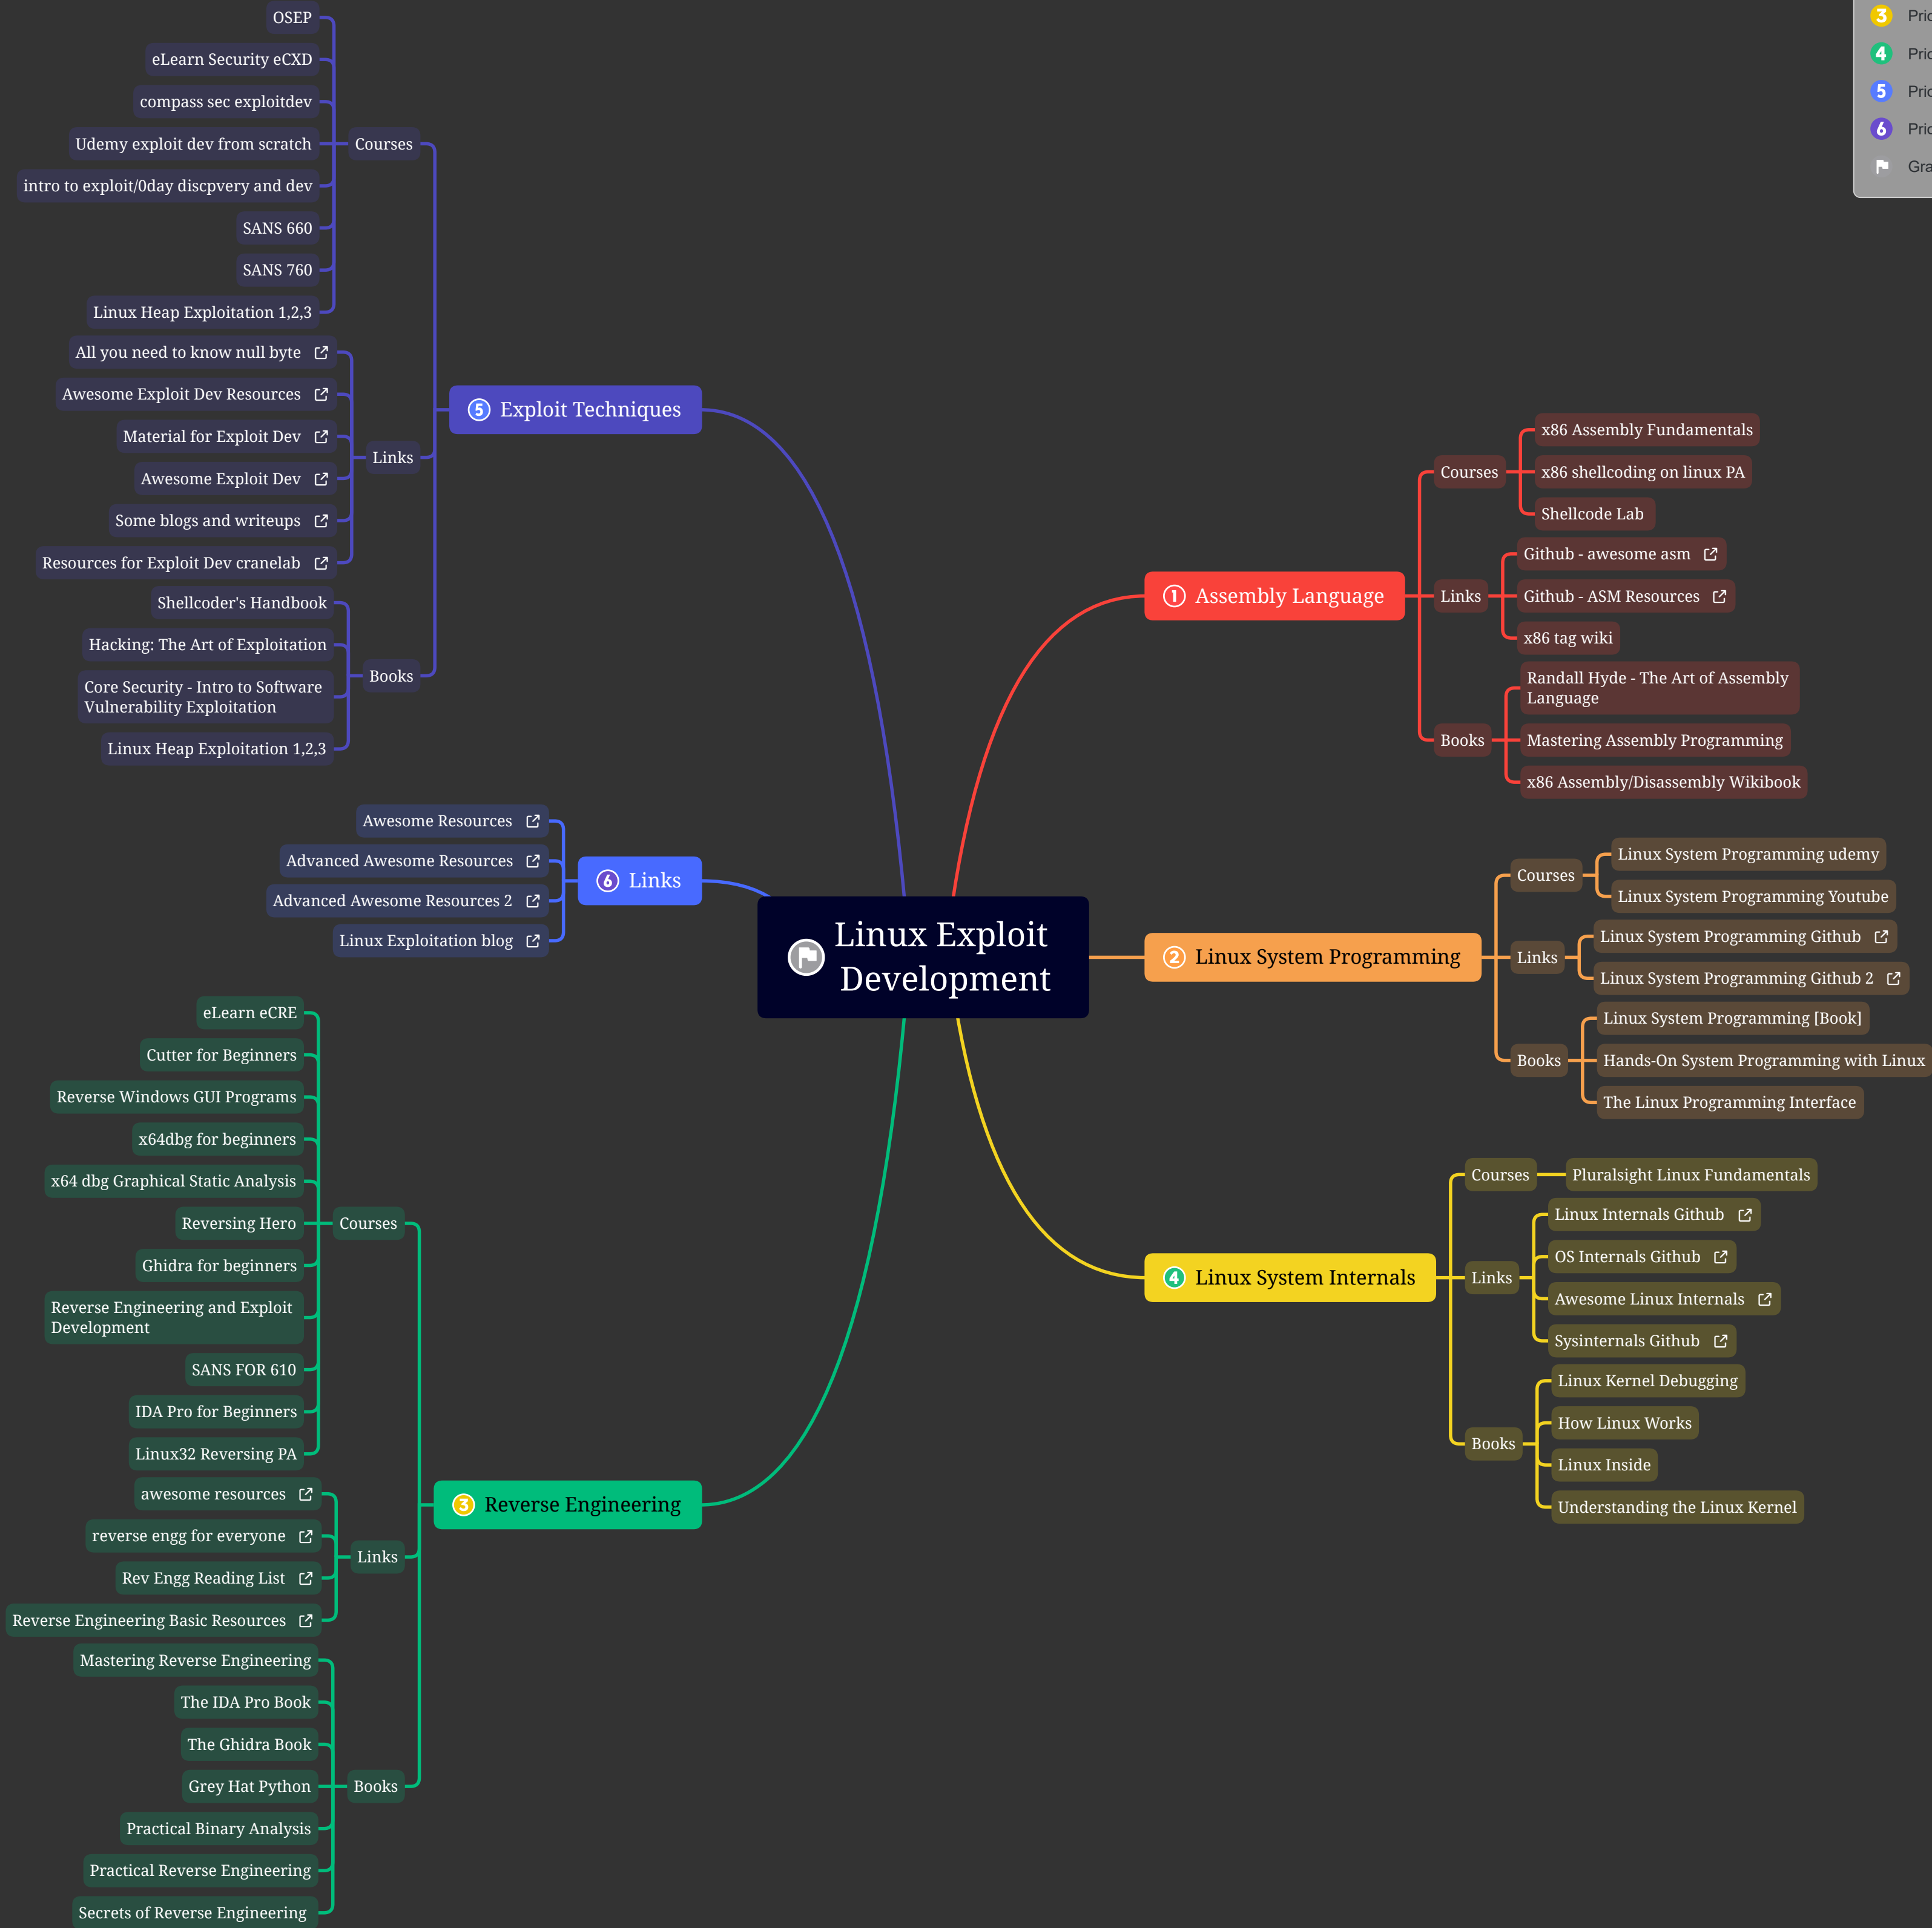 OSEP
eLearn Security eCXD
compass sec exploitdev
Udemy exploit dev from scratch
intro to exploit/0day discpvery and dev
SANS 660
SANS 760
Linux Heap Exploitation 1,2,3
Courses
All you need to know null byte
Awesome Exploit Dev Resources
Material for Exploit Dev
Awesome Exploit Dev
Some blogs and writeups
Resources for Exploit Dev cranelab
Links
Shellcoder's Handbook
Hacking: The Art of Exploitation
Core Security - Intro to Software
Vulnerability Exploitation
Linux Heap Exploitation 1,2,3
Books
5 Exploit Techniques
Awesome Resources
Advanced Awesome Resources
Advanced Awesome Resources 2
Linux Exploitation blog
6 Links
eLearn eCRE
Cutter for Beginners
Reverse Windows GUI Programs
x64dbg for beginners
x64 dbg Graphical Static Analysis
Reversing Hero
Ghidra for beginners
Reverse Engineering and Exploit
Development
SANS FOR 610
IDA Pro for Beginners
Linux32 Reversing PA
Courses
awesome resources
reverse engg for everyone
Rev Engg Reading List
Reverse Engineering Basic Resources
Links
Mastering Reverse Engineering
The IDA Pro Book
The Ghidra Book
Grey Hat Python
Practical Binary Analysis
Practical Reverse Engineering
Secrets of Reverse Engineering
Books
3 Reverse Engineering
Linux Exploit
Development
1 Assembly Language
Courses
x86 Assembly Fundamentals
x86 shellcoding on linux PA
Shellcode Lab
Links
Github - awesome asm
Github - ASM Resources
x86 tag wiki
Books
Randall Hyde - The Art of Assembly
Language
Mastering Assembly Programming
x86 Assembly/Disassembly Wikibook
2 Linux System Programming
Courses
Linux System Programming udemy
Linux System Programming Youtube
Links
Linux System Programming Github
Linux System Programming Github 2
Books
Linux System Programming [Book]
Hands-On System Programming with Linux
The Linux Programming Interface
4 Linux System Internals
Courses
Pluralsight Linux Fundamentals
Links
Linux Internals Github
OS Internals Github
Awesome Linux Internals
Sysinternals Github
Books
Linux Kernel Debugging
How Linux Works
Linux Inside
Understanding the Linux Kernel
3
4
5
6